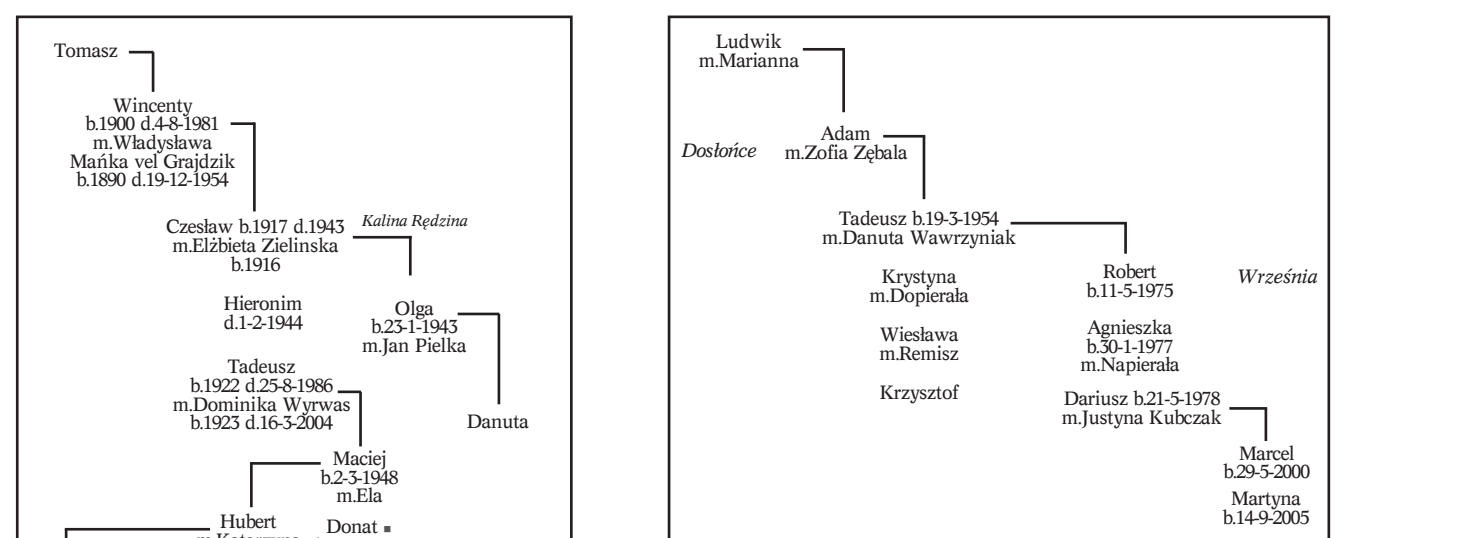 Tomasz
Wincenty
b.1900 d.4-8-1981
m.Władysława
Mańka vel Grajdzik
b.1890 d.19-12-1954
Czesław b.1917 d.1943
m.Elżbieta Zielinska
b.1916
Kalina Rędzina
Hieronim
d.1-2-1944
Olga
b.23-1-1943
m.Jan Pielka
Tadeusz
b.1922 d.25-8-1986
m.Dominika Wyrwas
b.1923 d.16-3-2004
Danuta
Maciej
b.2-3-1948
m.Ela
Hubert
Donat
Ludwik
m.Marianna
Dosłońce
Adam
m.Zofia Zębala
Tadeusz b.19-3-1954
m.Danuta Wawrzyniak
Krystyna
m.Dopierała
Wiesława
m.Remisz
Krzysztof
Robert
b.11-5-1975
Wrześnía
Agnieszka
b.30-1-1977
m.Napierała
Dariusz b.21-5-1978
m.Justyna Kubczak
Marcel
b.29-5-2000
Martyna
b.14-9-2005